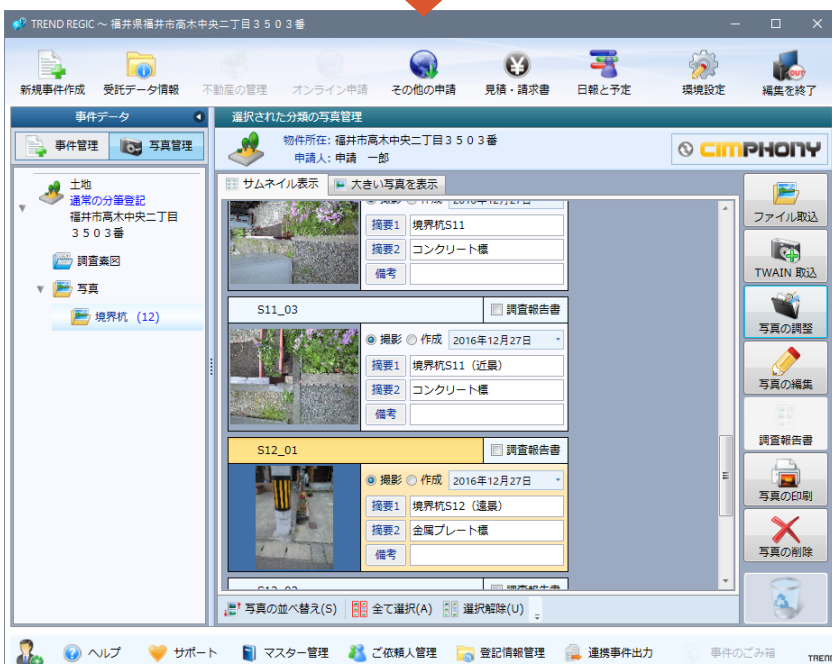 TREND REGIC ～ 福井県福井市高木中央二丁目３５０３番
新規事件作成 受託データ情報 不動産の管理 オンライン申請 その他の申請 見積・請求書 日報と予定 環境設定 編集を終了
事件データ
選択された分類の写真管理
事件管理 写真管理
物件所在: 福井市高木中央二丁目３５０３番
申請人: 申請　一郎
CIMPHONY
土地
通常の分筆登記
福井市高木中央二丁目
３５０３番
調査素図
写真
境界杭 (12)
サムネイル表示 大きい写真を表示
摘要1 境界杭S11
摘要2 コンクリート標
備考
S11_03 調査報告書
撮影 作成 2016年12月27日
摘要1 境界杭S11（近景）
摘要2 コンクリート標
備考
S12_01 調査報告書
撮影 作成 2016年12月27日
摘要1 境界杭S12（遠景）
摘要2 金属プレート標
備考
ファイル取込
TWAIN 取込
写真の調整
写真の編集
調査報告書
写真の印刷
写真の削除
写真の並べ替え(S) 全て選択(A) 選択解除(U)
ヘルプ サポート マスター管理 ご依頼人管理 登記情報管理 連携事件出力 事件のごみ箱 TREND